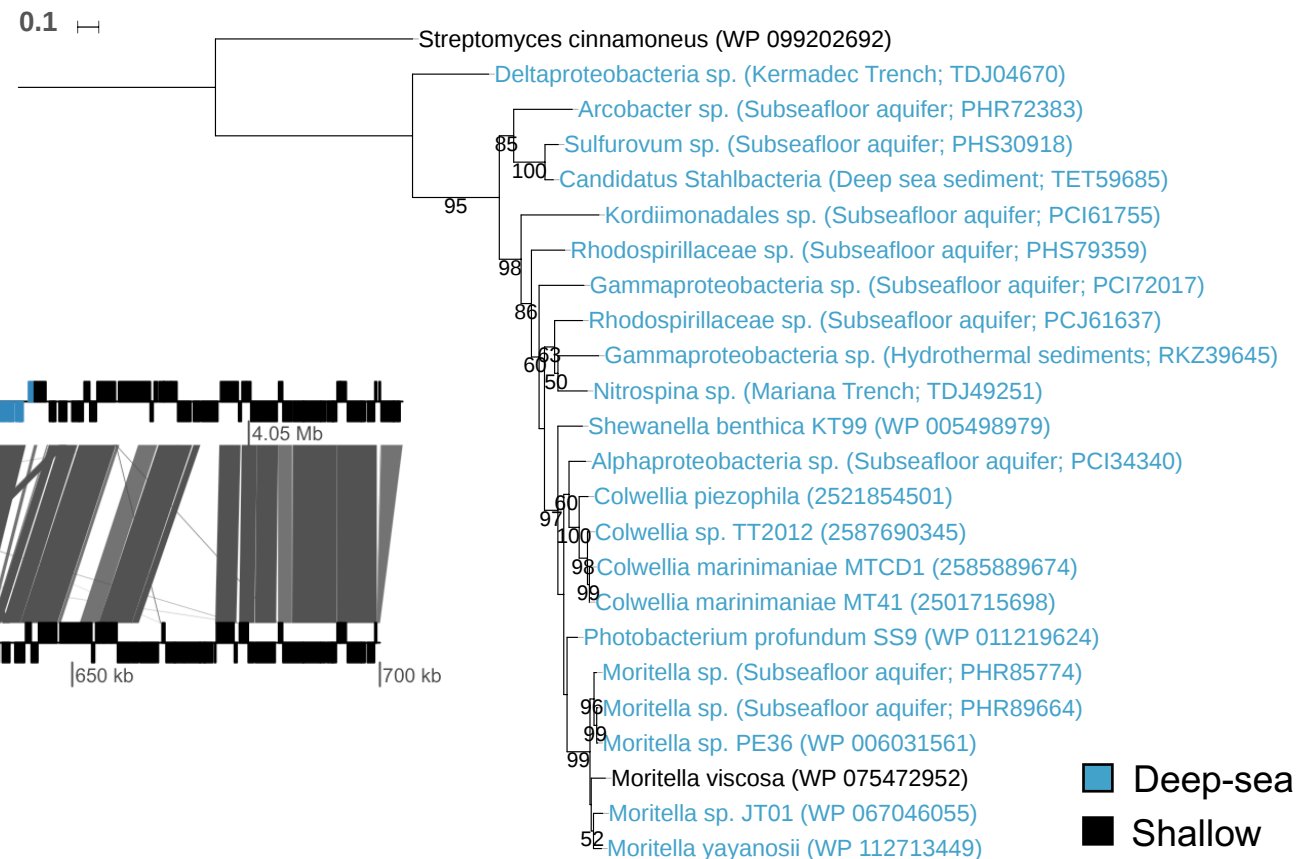 0.1
Streptomyces cinnamoneus (WP 099202692)
Deltaproteobacteria sp. (Kermadec Trench; TDJ04670)
Arcobacter sp. (Subseafloor aquifer; PHR72383)
85
Sulfurovum sp. (Subseafloor aquifer; PHS30918)
100
Candidatus Stahlbacteria (Deep sea sediment; TET59685)
95
Kordiimonadales sp. (Subseafloor aquifer; PCI61755)
Rhodospirillaceae sp. (Subseafloor aquifer; PHS79359)
98
Gammaproteobacteria sp. (Subseafloor aquifer; PCI72017)
86
Rhodospirillaceae sp. (Subseafloor aquifer; PCJ61637)
63
Gammaproteobacteria sp. (Hydrothermal sediments; RKZ39645)
60
50
Nitrospina sp. (Mariana Trench; TDJ49251)
Shewanella benthica KT99 (WP 005498979)
4.05 Mb
Alphaproteobacteria sp. (Subseafloor aquifer; PCI34340)
Colwellia piezophila (2521854501)
60
97
Colwellia sp. TT2012 (2587690345)
100
Colwellia marinimaniae MTCD1 (2585889674)
98
99
Colwellia marinimaniae MT41 (2501715698)
Photobacterium profundum SS9 (WP 011219624)
650 kb
700 kb
Moritella sp. (Subseafloor aquifer; PHR85774)
96
Moritella sp. (Subseafloor aquifer; PHR89664)
99
Moritella sp. PE36 (WP 006031561)
99
Moritella viscosa (WP 075472952)
Deep-sea
Moritella sp. JT01 (WP 067046055)
Shallow
52
Moritella yayanosii (WP 112713449)